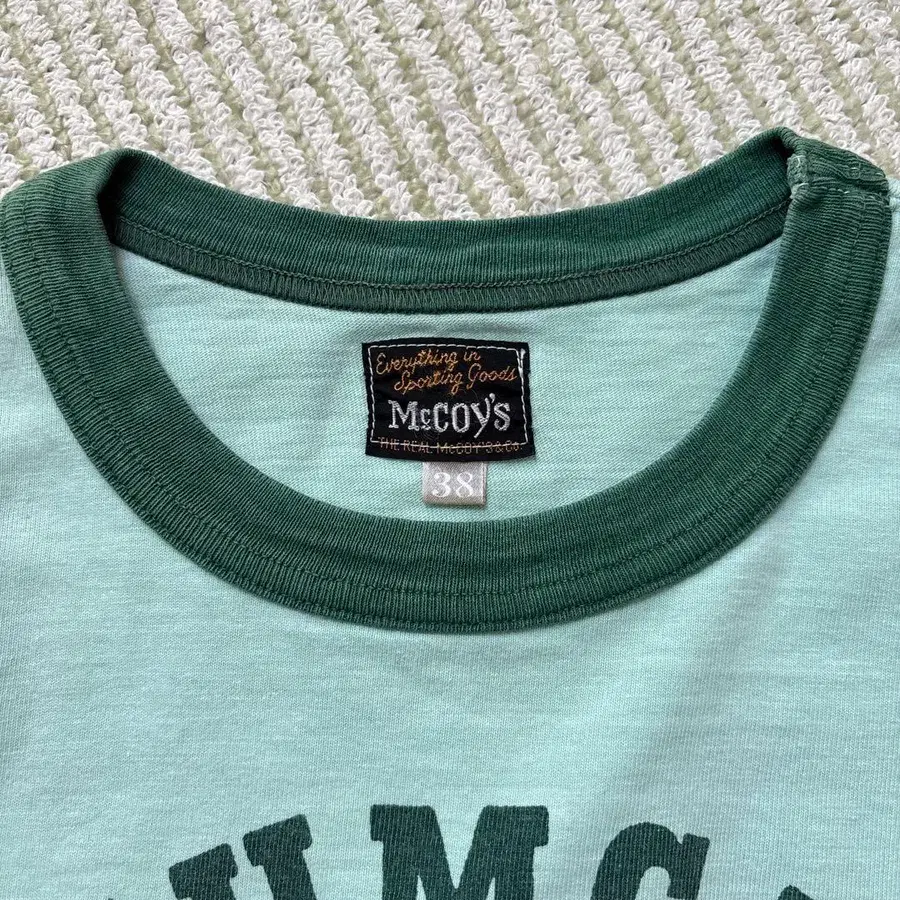 Everything in
Sporting Goods
McCOY'S
THE REAL McCOY'S & Co.
38